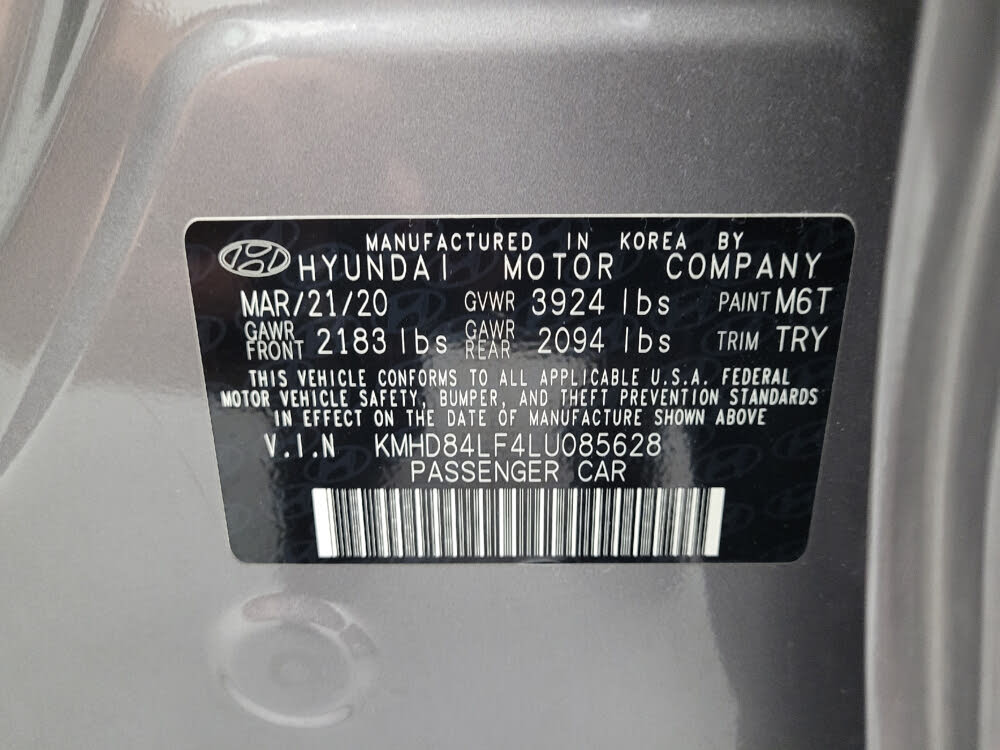 MANUFACTURED IN KOREA BY
HYUNDAI MOTOR COMPANY
MAR/21/20 GVWR 3924 lbs PAINT M6T
GAWR FRONT 2183 lbs GAWR REAR 2094 lbs TRIM TRY
THIS VEHICLE CONFORMS TO ALL APPLICABLE U.S.A. FEDERAL
MOTOR VEHICLE SAFETY, BUMPER, AND THEFT PREVENTION STANDARDS
IN EFFECT ON THE DATE OF MANUFACTURE SHOWN ABOVE
V.I.N KMHD84LF4LU085628
PASSENGER CAR